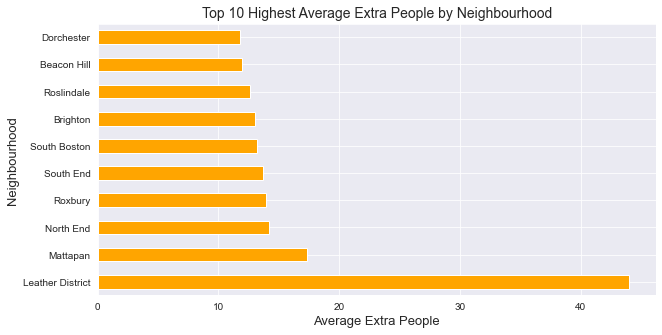 Top 10 Highest Average Extra People by Neighbourhood
Neighbourhood
Dorchester
Beacon Hill
Roslindale
Brighton
South Boston
South End
Roxbury
North End
Mattapan
Leather District
0 10 20 30 40
Average Extra People